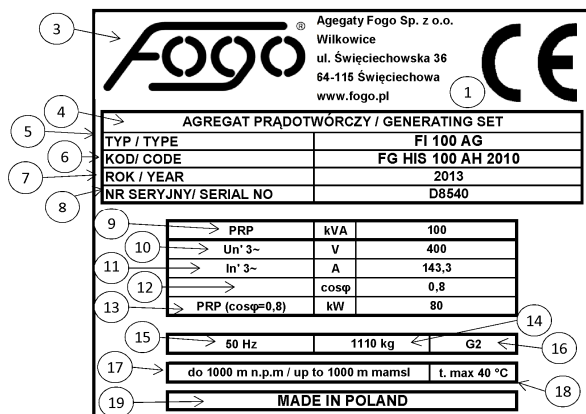 3
Fogo ®
Agegaty Fogo Sp. z o.o.
Wilkowice
ul. Święciechowska 36
64-115 Święciechowa
www.fogo.pl
CE
1
4
AGREGAT PRĄDOTWÓRCZY / GENERATING SET
5
TYP / TYPE FI 100 AG
6
KOD/ CODE FG HIS 100 AH 2010
7
ROK / YEAR 2013
8
NR SERYJNY/ SERIAL NO D8540
9
PRP kVA 100
10
Un' 3~ V 400
11
In' 3~ A 143,3
12
cosφ 0,8
13
PRP (cosφ=0,8) kW 80
14
15
50 Hz 1110 kg G2
16
17
do 1000 m n.p.m / up to 1000 m mamsl t. max 40 °C
18
19
MADE IN POLAND